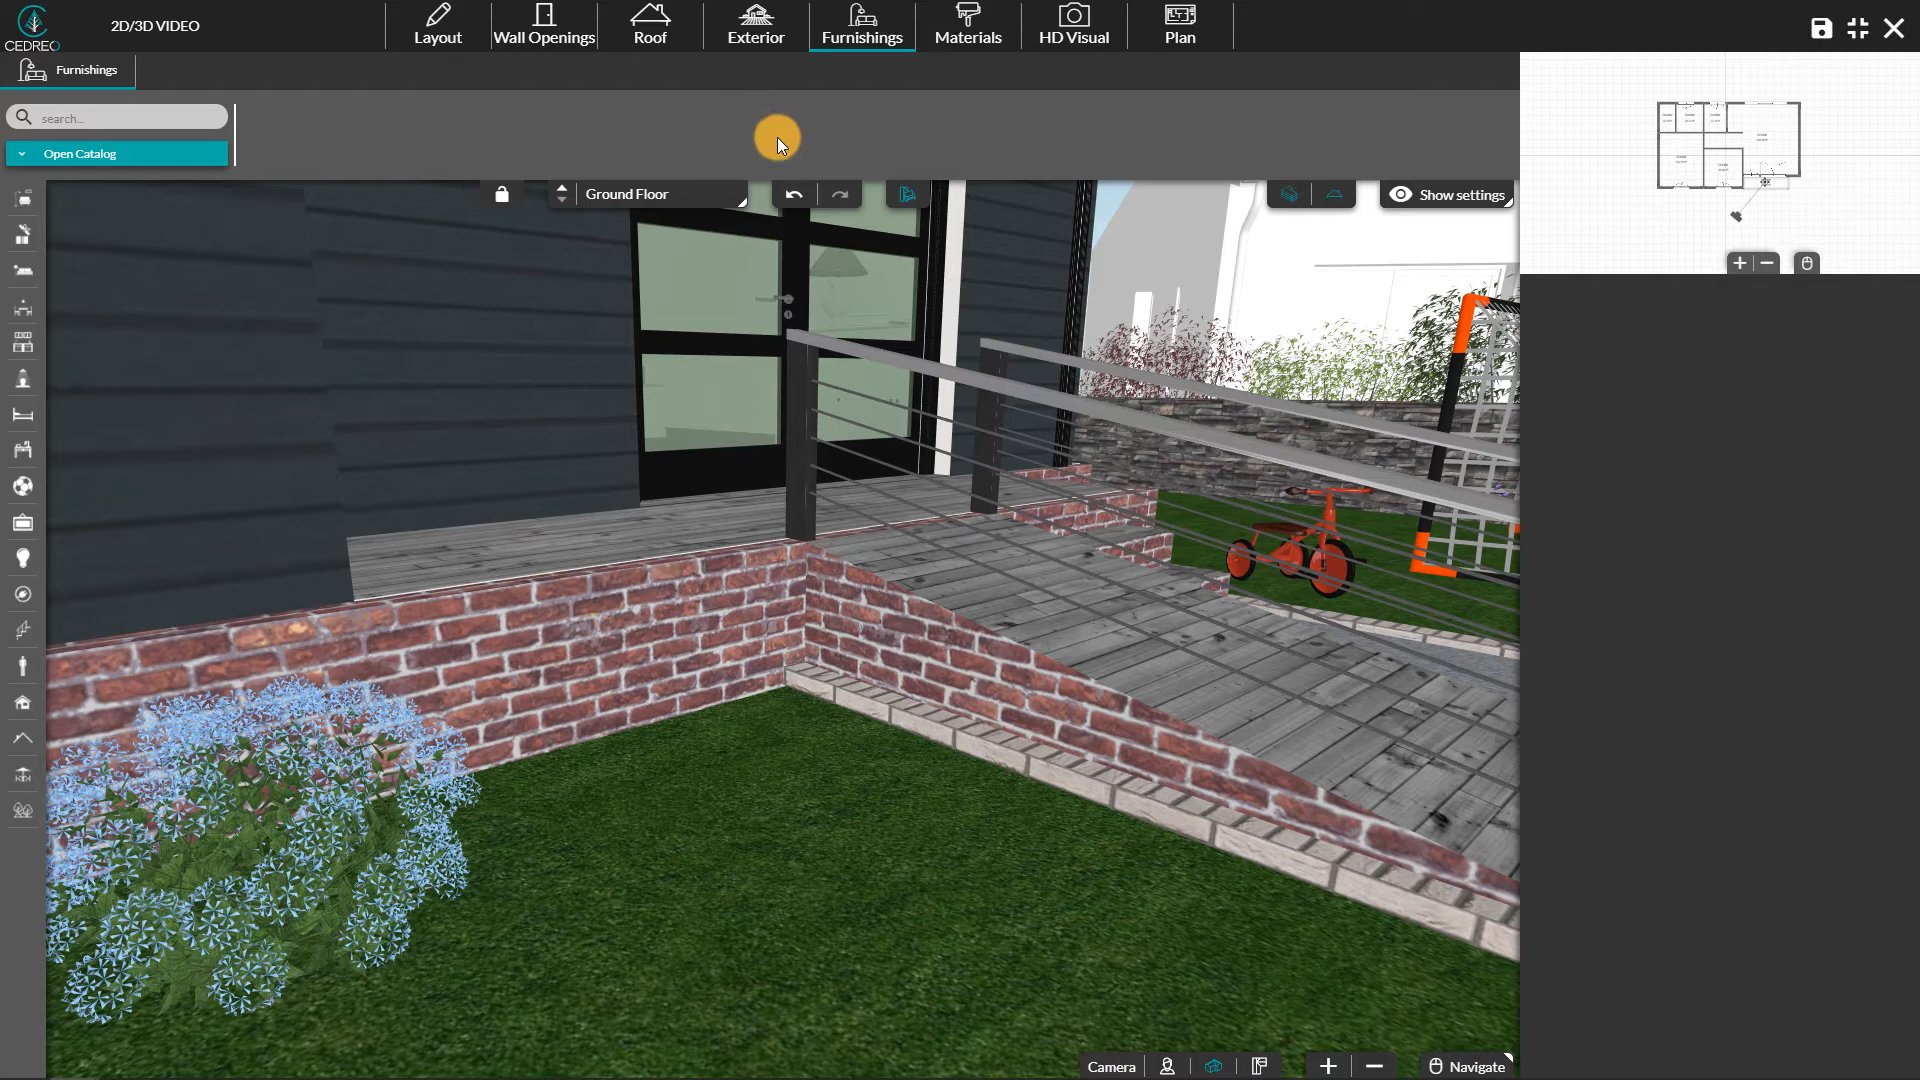 CEDREO
2D/3D VIDEO
Layout
Wall Openings
Roof
Exterior
Furnishings
Materials
HD Visual
Plan
Furnishings
search...
Open Catalog
Ground Floor
Show settings
Camera
Navigate